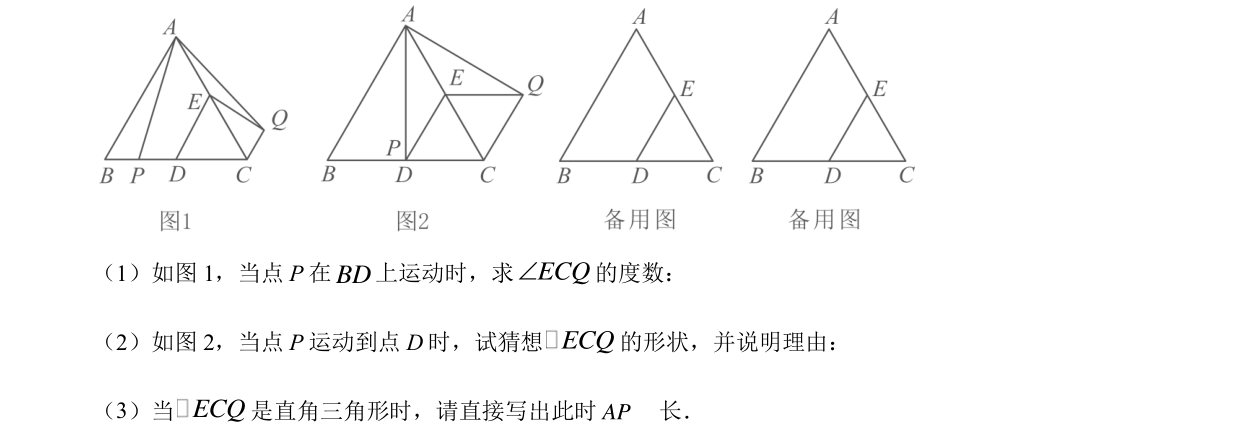 A A A A
E Q E Q E E
B P D C B P D C B D C B D C
图1 图2 备用图 备用图
（1）如图 1，当点 P 在 BD 上运动时，求∠ECQ 的度数：
（2）如图 2，当点 P 运动到点 D 时，试猜想□ECQ 的形状，并说明理由：
（3）当□ECQ 是直角三角形时，请直接写出此时 AP 长．